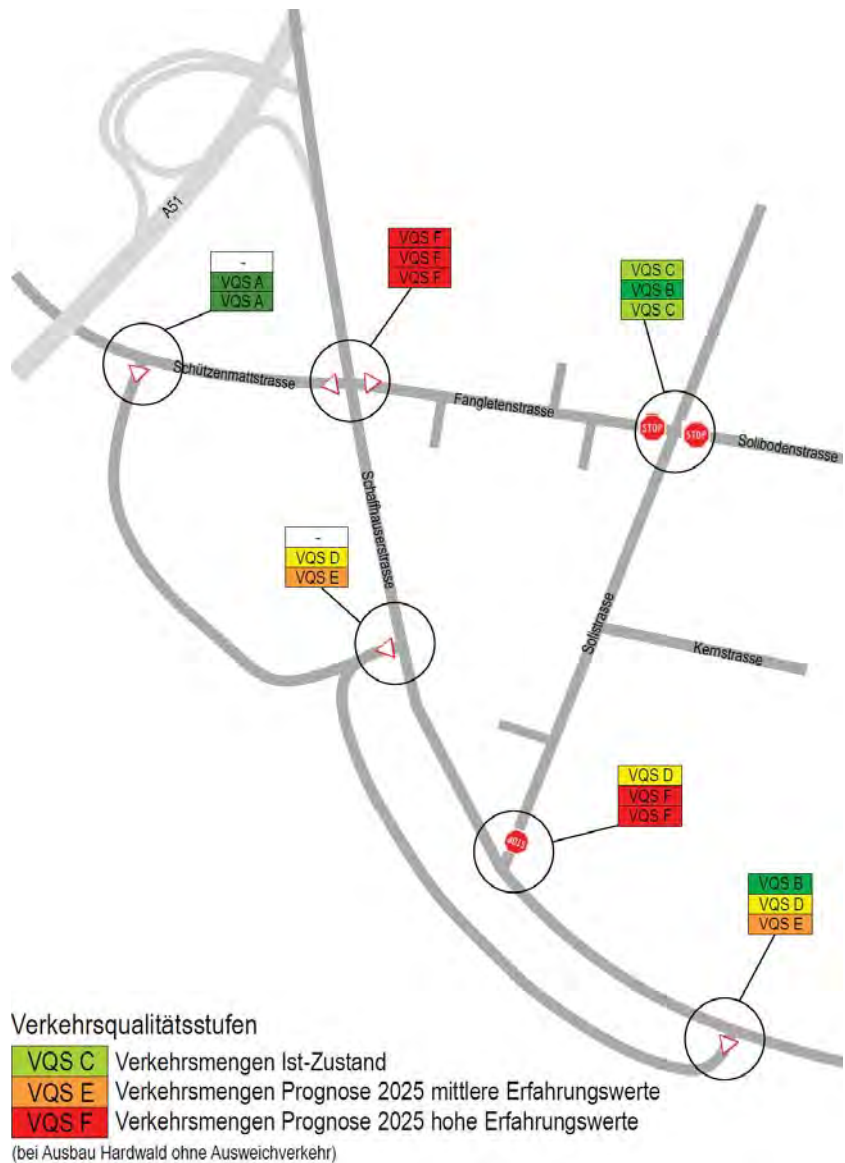 A51
VQS F
VQS F
VQS F
-
VQS A
VQS A
VQS C
VQS B
VQS C
Schützenmattstrasse
Fangletenstrasse
STOP
STOP
Solibodenstrasse
Schaffhauserstrasse
-
VQS D
VQS E
Solistrasse
Kernstrasse
VQS D
VQS F
VQS F
STOP
VQS B
VQS D
VQS E
Verkehrsqualitätsstufen
VQS C Verkehrsmengen Ist-Zustand
VQS E Verkehrsmengen Prognose 2025 mittlere Erfahrungswerte
VQS F Verkehrsmengen Prognose 2025 hohe Erfahrungswerte
(bei Ausbau Hardwald ohne Ausweichverkehr)